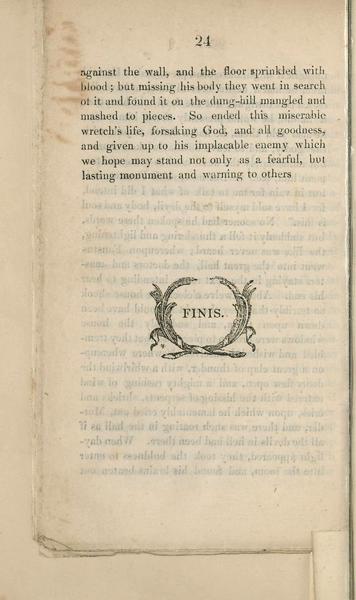 24
against the wall, and the floor sprinkled with
blood; but missing his body they went in search
of it and found it on the dung-hill mangled and
mashed to pieces. So ended this miserable
wretch's life, forsaking God, and all goodness,
and given up to his implacable enemy which
we hope may stand not only as a fearful, but
lasting monument and warning to others
FINIS.